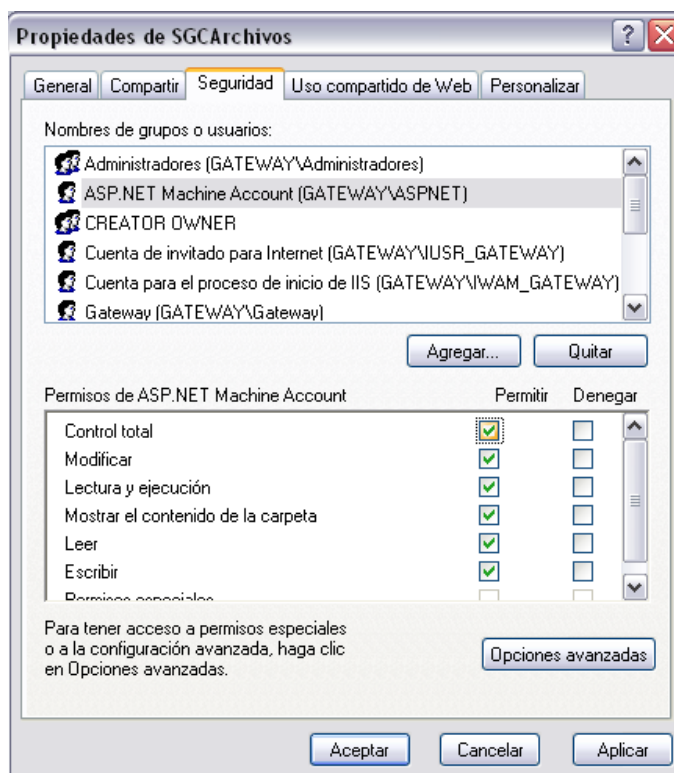 Propiedades de SGCArchivos
General Compartir Seguridad Uso compartido de Web Personalizar
Nombres de grupos o usuarios:
Administradores (GATEWAY\Administradores)
ASP.NET Machine Account (GATEWAY\ASPNET)
CREATOR OWNER
Cuenta de invitado para Internet (GATEWAY\IUSR_GATEWAY)
Cuenta para el proceso de inicio de IIS (GATEWAY\IWAM_GATEWAY)
Gateway (GATEWAY\Gateway)
Agregar... Quitar
Permisos de ASP.NET Machine Account Permitir Denegar
Control total
Modificar
Lectura y ejecución
Mostrar el contenido de la carpeta
Leer
Escribir
Permisos especiales
Para tener acceso a permisos especiales
o a la configuración avanzada, haga clic
en Opciones avanzadas.
Opciones avanzadas
Aceptar Cancelar Aplicar